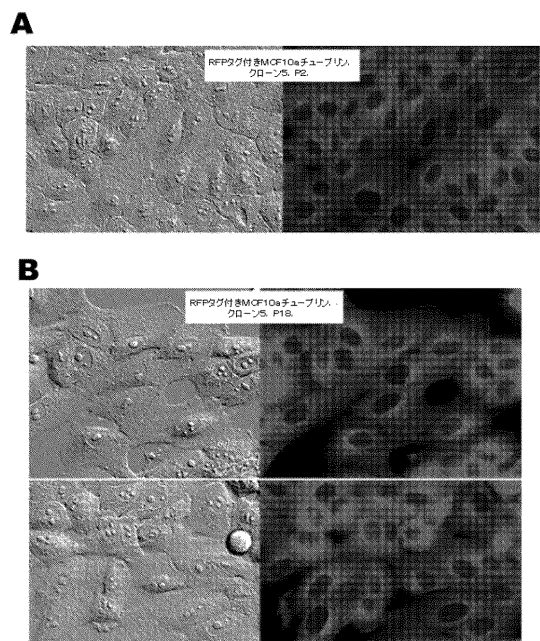 A
RFPタグ付きMCF10aチューブリン.
クローン5. P2.
B
RFPタグ付きMCF10aチューブリン. .
クローン5. P18.